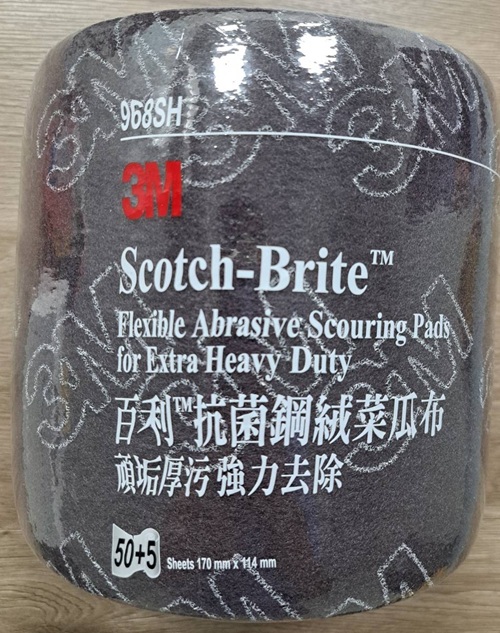 968SH
3M
Scotch-Brite™
Flexible Abrasive Scouring Pads
for Extra Heavy Duty
百利™抗菌鋼絨菜瓜布
頑垢厚污強力去除
50+5 Sheets 170 mm x 114 mm